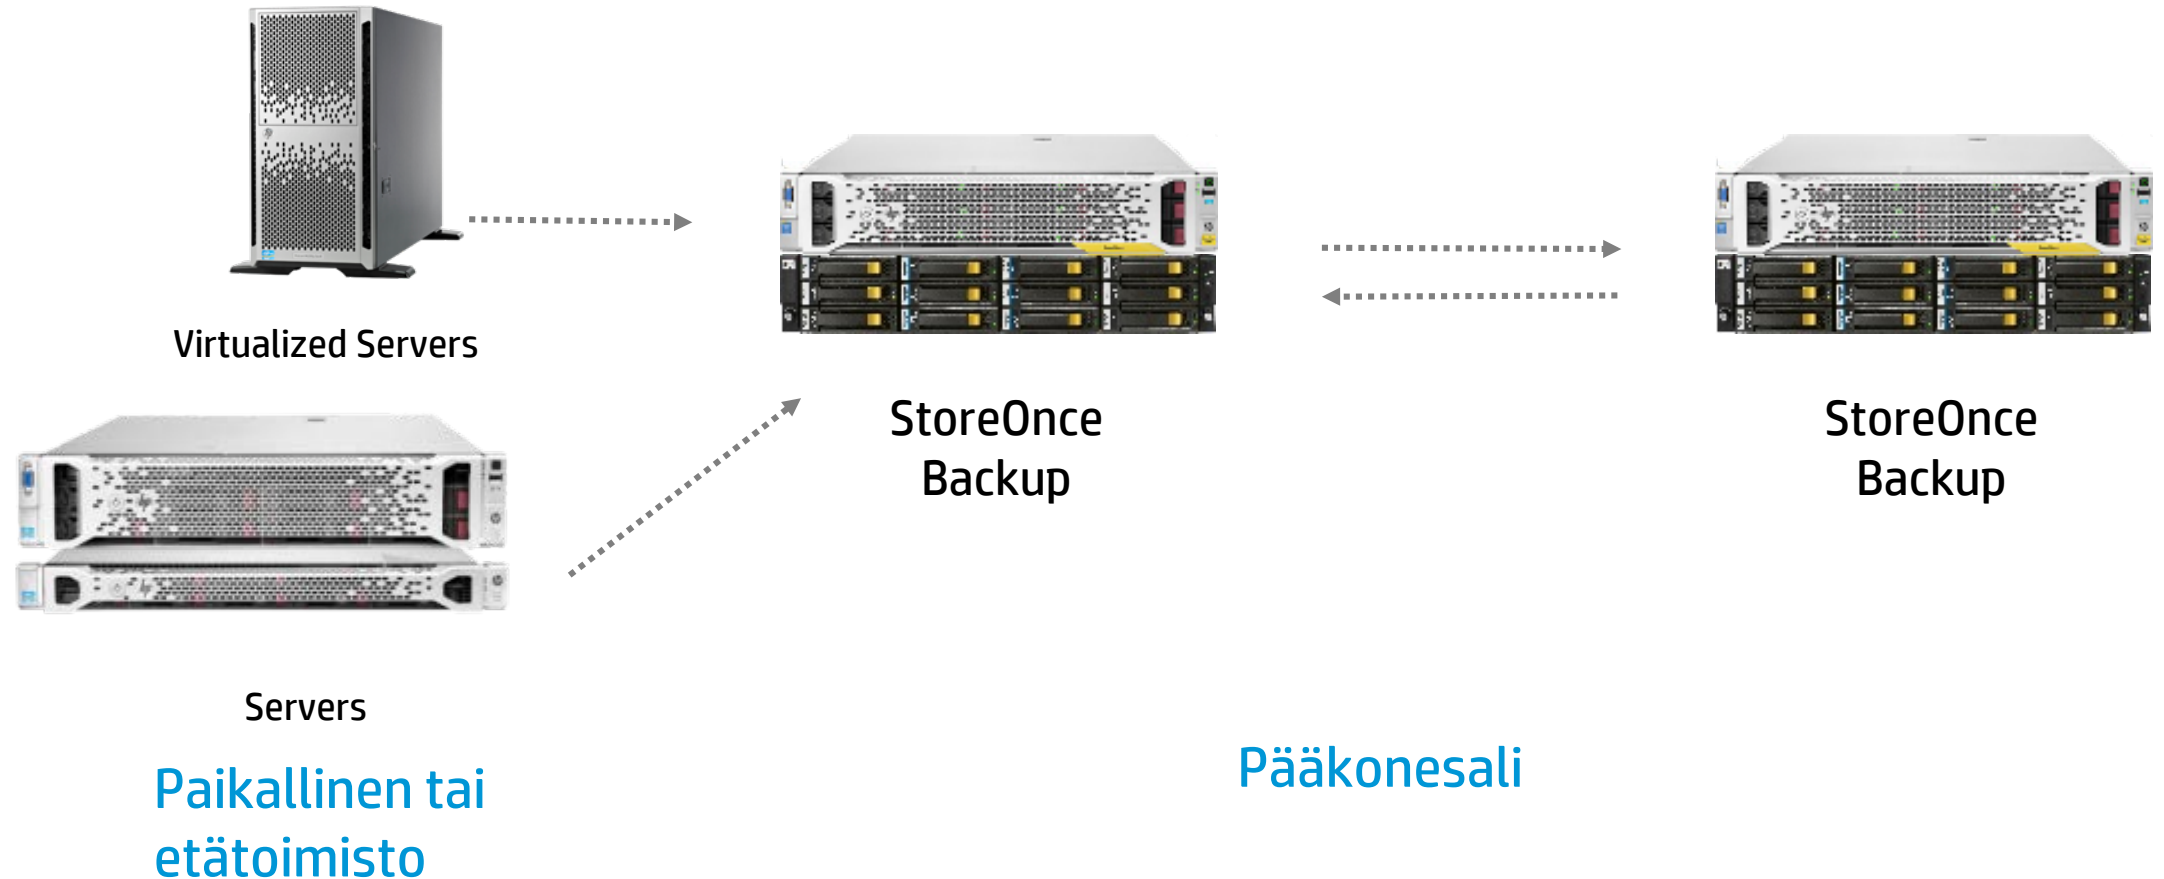 Virtualized Servers
StoreOnce
Backup
StoreOnce
Backup
Servers
Paikallinen tai
etätoimisto
Pääkonesali